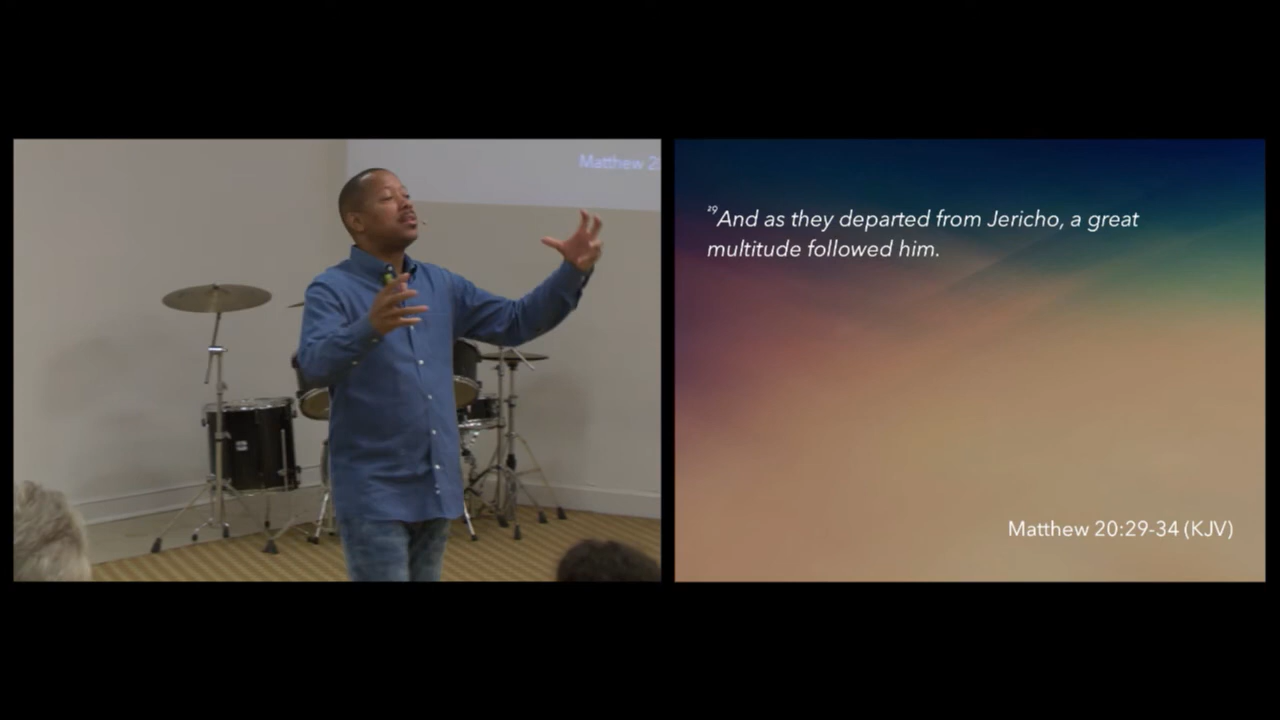 Matthew 2
²⁹And as they departed from Jericho, a great
multitude followed him.
Matthew 20:29-34 (KJV)